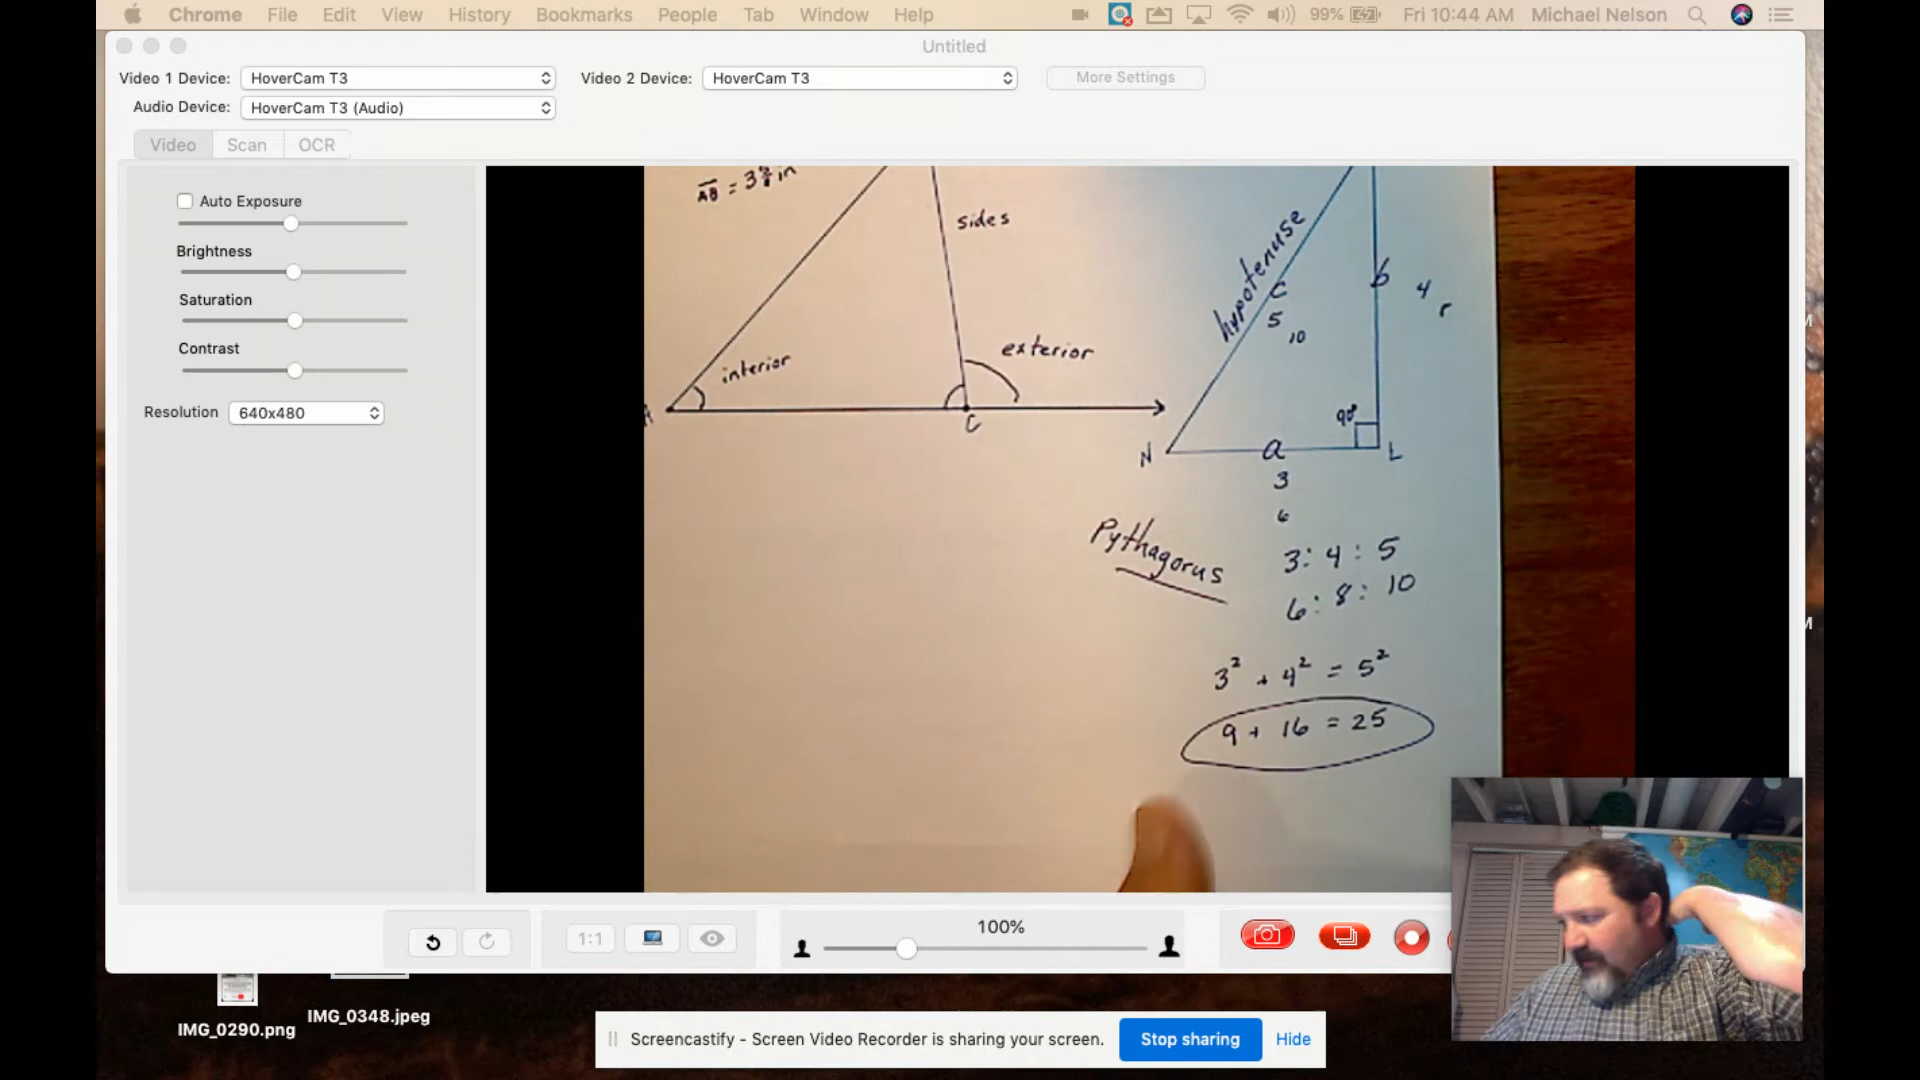 Chrome File Edit View History Bookmarks People Tab Window Help 99% Fri 10:44 AM Michael Nelson
Untitled
Video 1 Device: HoverCam T3 Video 2 Device: HoverCam T3 More Settings
Audio Device: HoverCam T3 (Audio)
Video Scan OCR
Auto Exposure
Brightness
Saturation
Contrast
Resolution 640x480
AB = 3 in
sides
interior
exterior
C
hypotenuse
c
5
10
b
4
90°
N
a
L
3
6
Pythagorus
3 : 4 : 5
6 : 8 : 10
3² + 4² = 5²
9 + 16 = 25
1:1
100%
IMG_0290.png
IMG_0348.jpeg
Screencastify - Screen Video Recorder is sharing your screen. Stop sharing Hide